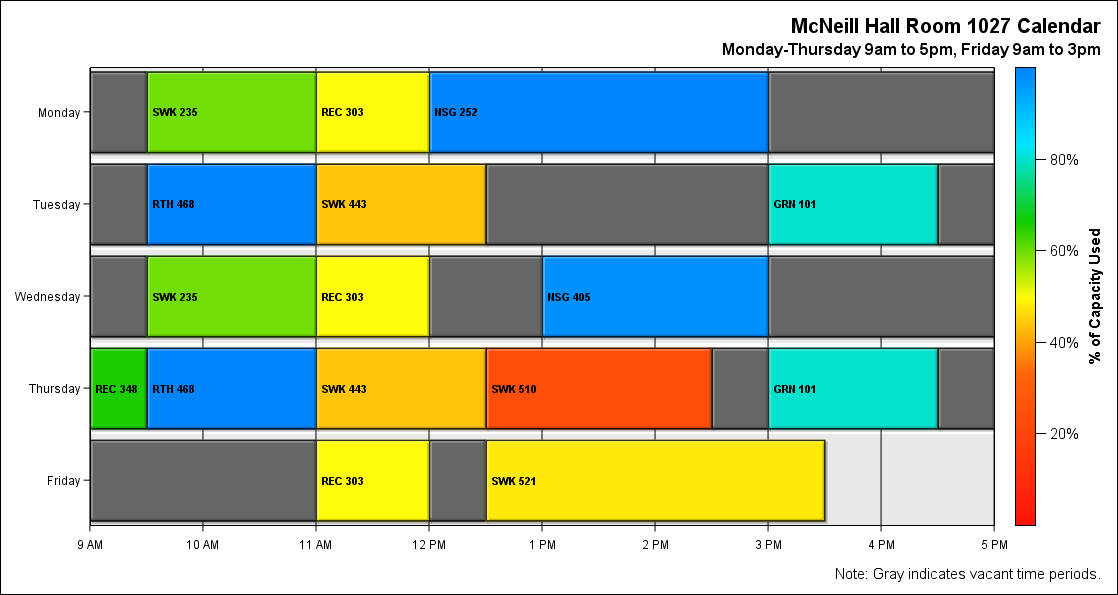 McNeill Hall Room 1027 Calendar
Monday-Thursday 9am to 5pm, Friday 9am to 3pm
Monday
SWK 235
REC 303
NSG 252
Tuesday
RTH 468
SWK 443
GRN 101
Wednesday
SWK 235
REC 303
NSG 405
Thursday
REC 348
RTH 468
SWK 443
SWK 510
GRN 101
Friday
REC 303
SWK 521
9 AM
10 AM
11 AM
12 PM
1 PM
2 PM
3 PM
4 PM
5 PM
80%
60%
40%
20%
% of Capacity Used
Note: Gray indicates vacant time periods.